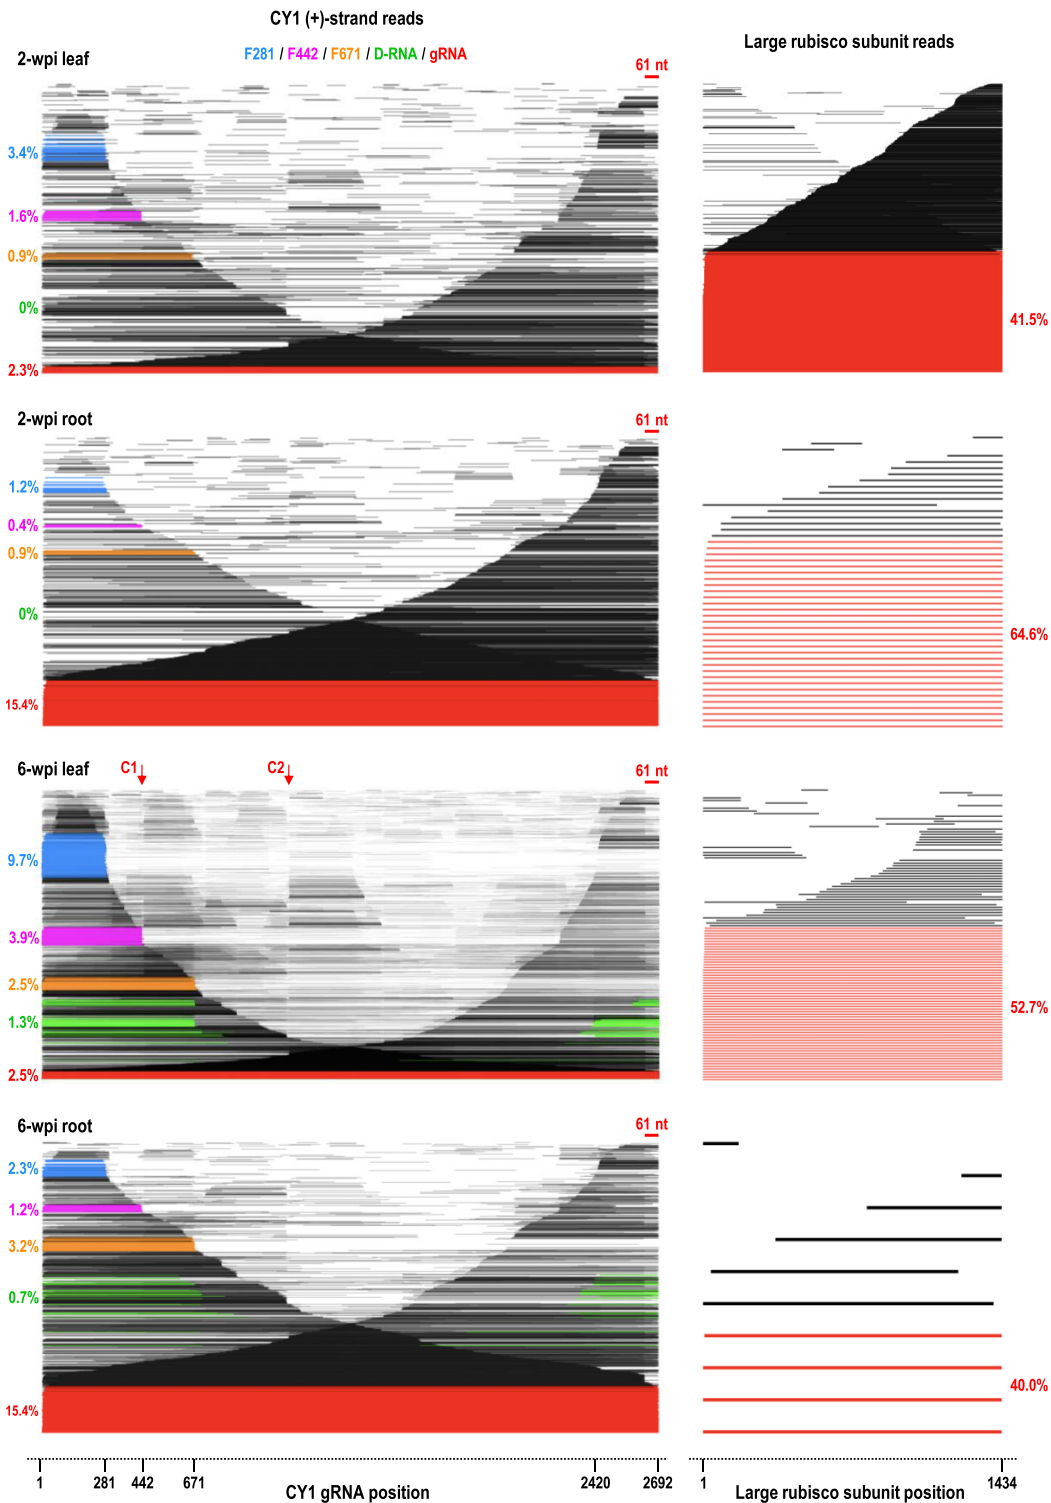 CY1 (+)-strand reads
F281 / F442 / F671 / D-RNA / gRNA
Large rubisco subunit reads
2-wpi leaf
61 nt
3.4%
1.6%
0.9%
0%
2.3%
41.5%
2-wpi root
61 nt
1.2%
0.4%
0.9%
0%
15.4%
64.6%
6-wpi leaf
C1
C2
61 nt
9.7%
3.9%
2.5%
1.3%
2.5%
52.7%
6-wpi root
61 nt
2.3%
1.2%
3.2%
0.7%
15.4%
40.0%
1 281 442 671 2420 2692
CY1 gRNA position
1 1434
Large rubisco subunit position